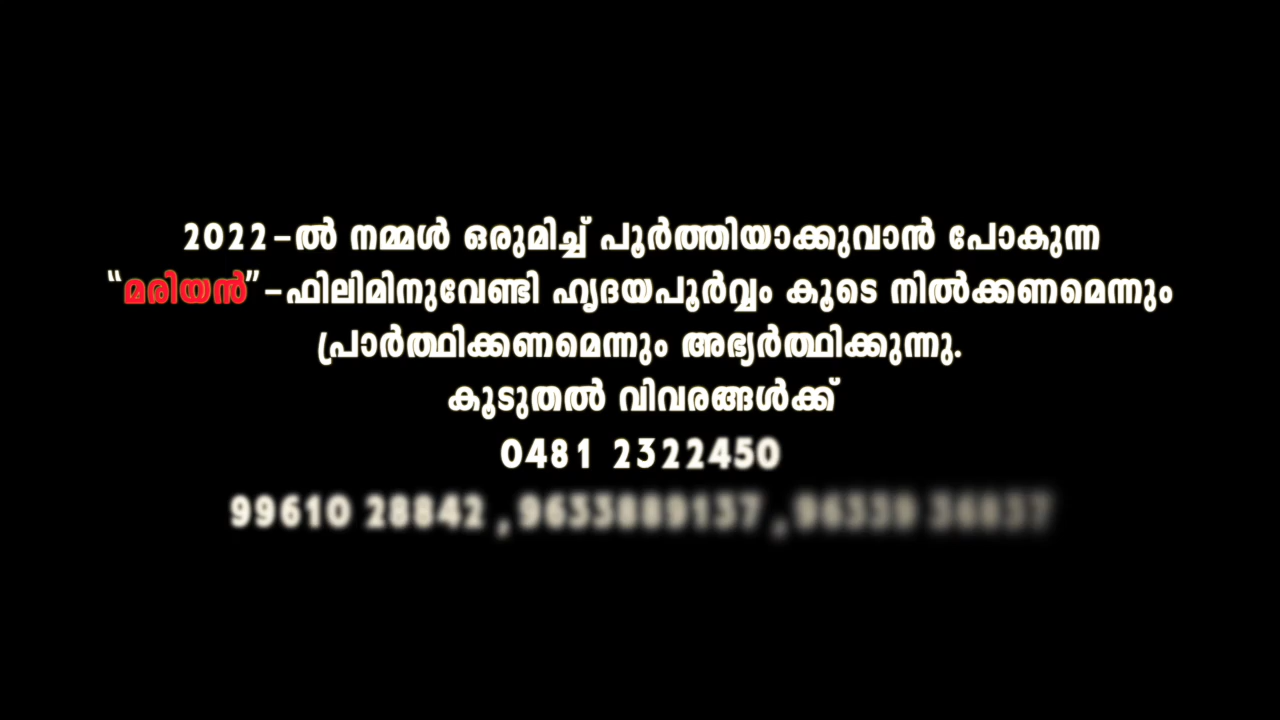 2022-ൽ നമ്മൾ ഒരുമിച്ച് പൂർത്തിയാക്കുവാൻ പോകുന്ന
“മരിയൻ”-ഫിലിമിനുവേണ്ടി ഹൃദയപൂർവ്വം കൂടെ നിൽക്കണമെന്നും
പ്രാർത്ഥിക്കണമെന്നും അഭ്യർത്ഥിക്കുന്നു.
കൂടുതൽ വിവരങ്ങൾക്ക്
0481 2322450
99610 28842 , 9633889137 ,